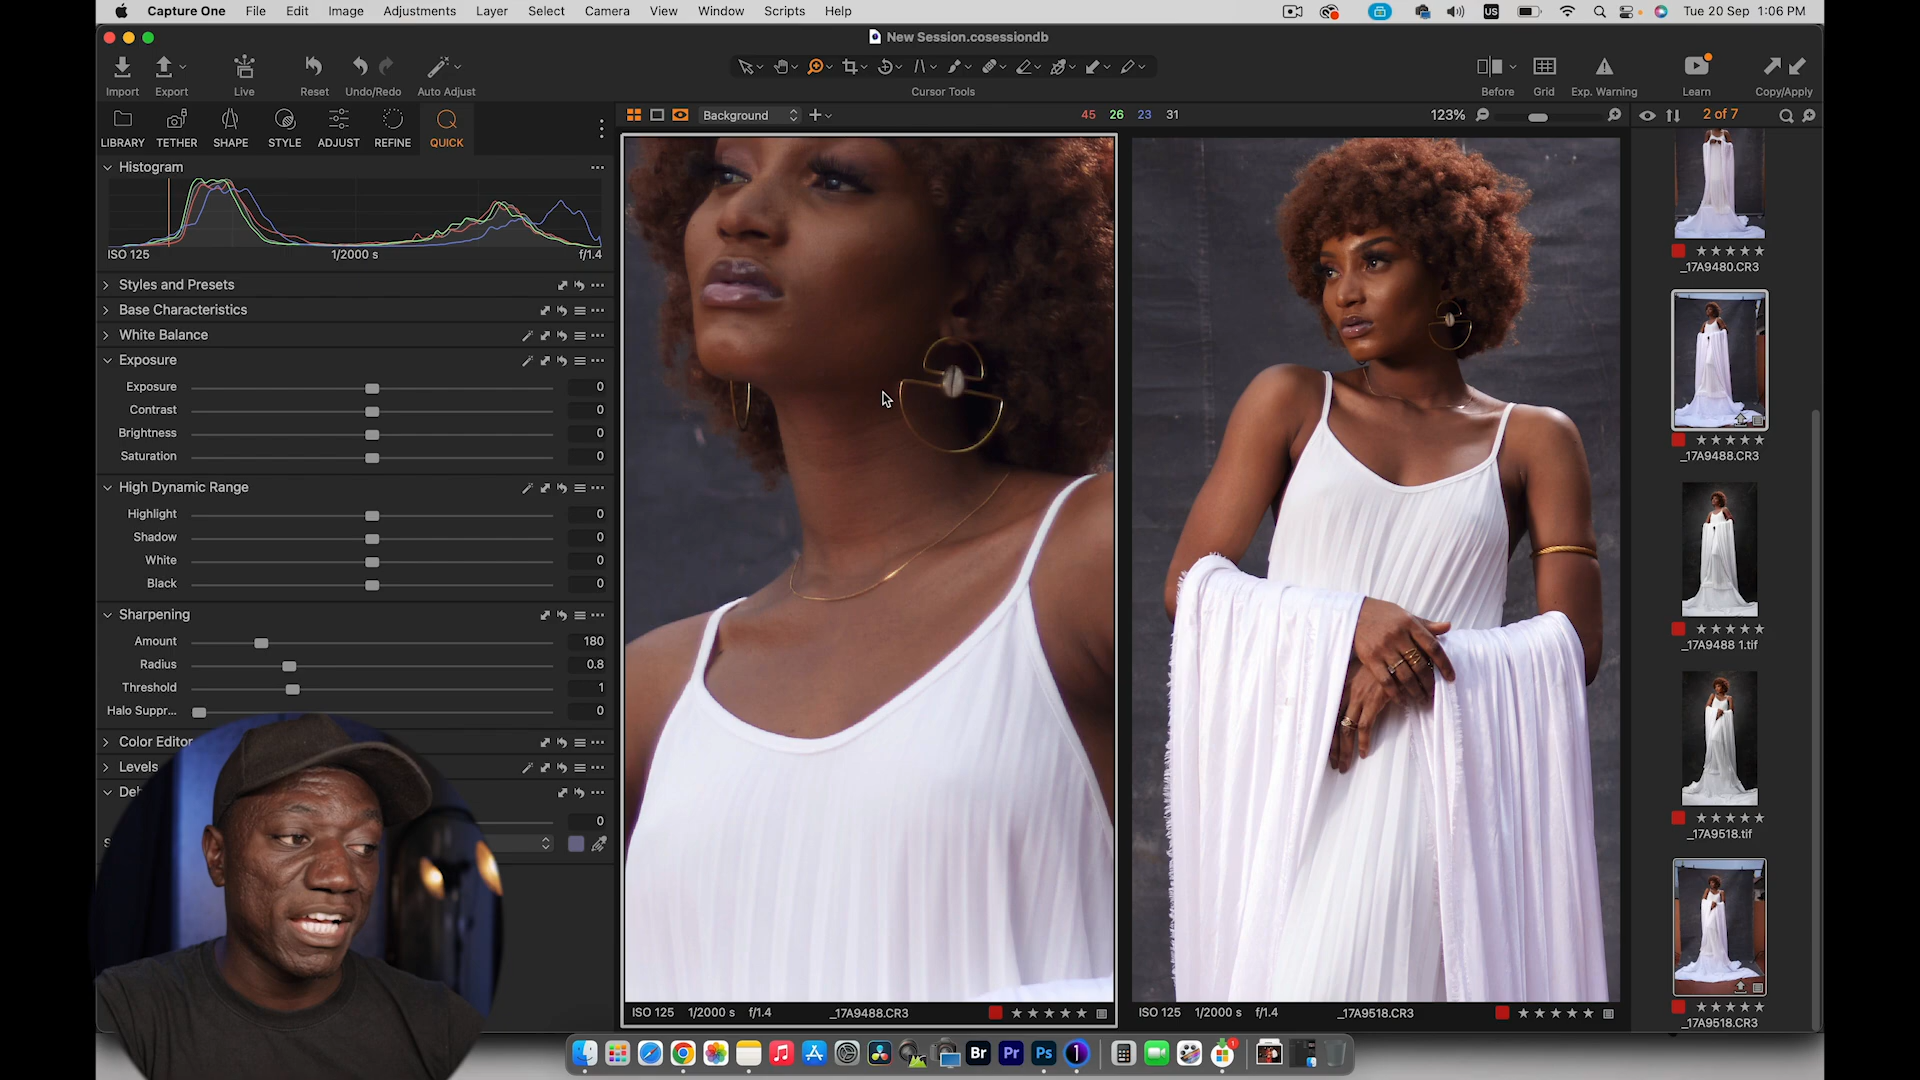 Capture One File Edit Image Adjustments Layer Select Camera View Window Scripts Help
US Tue 20 Sep 1:06 PM
New Session.cosessiondb
Import Export Live Reset Undo/Redo Auto Adjust Cursor Tools Before Grid Exp. Warning Learn Copy/Apply
LIBRARY TETHER SHAPE STYLE ADJUST REFINE QUICK
Background
45 26 23 31
123%
2 of 7
Histogram
ISO 125 1/2000 s f/1.4
Styles and Presets
Base Characteristics
White Balance
Exposure
Exposure 0
Contrast 0
Brightness 0
Saturation 0
High Dynamic Range
Highlight 0
Shadow 0
White 0
Black 0
Sharpening
Amount 180
Radius 0.8
Threshold 1
Halo Suppr... 0
Color Editor
Levels
0
ISO 125 1/2000 s f/1.4 _17A9488.CR3
ISO 125 1/2000 s f/1.4 _17A9518.CR3
_17A9480.CR3
_17A9488.CR3
_17A9488 1.tif
_17A9518.tif
_17A9518.CR3
Br Pr Ps 1